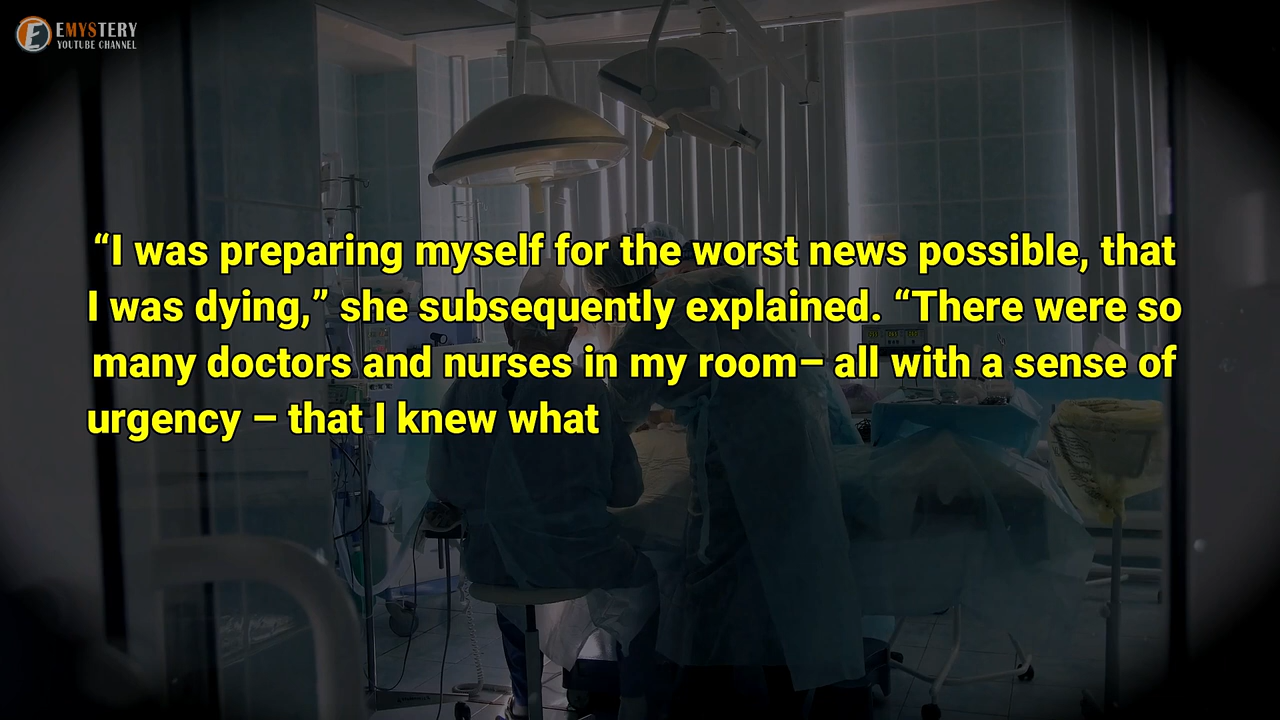 EMYSTERY
YOUTUBE CHANNEL
“I was preparing myself for the worst news possible, that
I was dying,” she subsequently explained. “There were so
many doctors and nurses in my room– all with a sense of
urgency – that I knew what